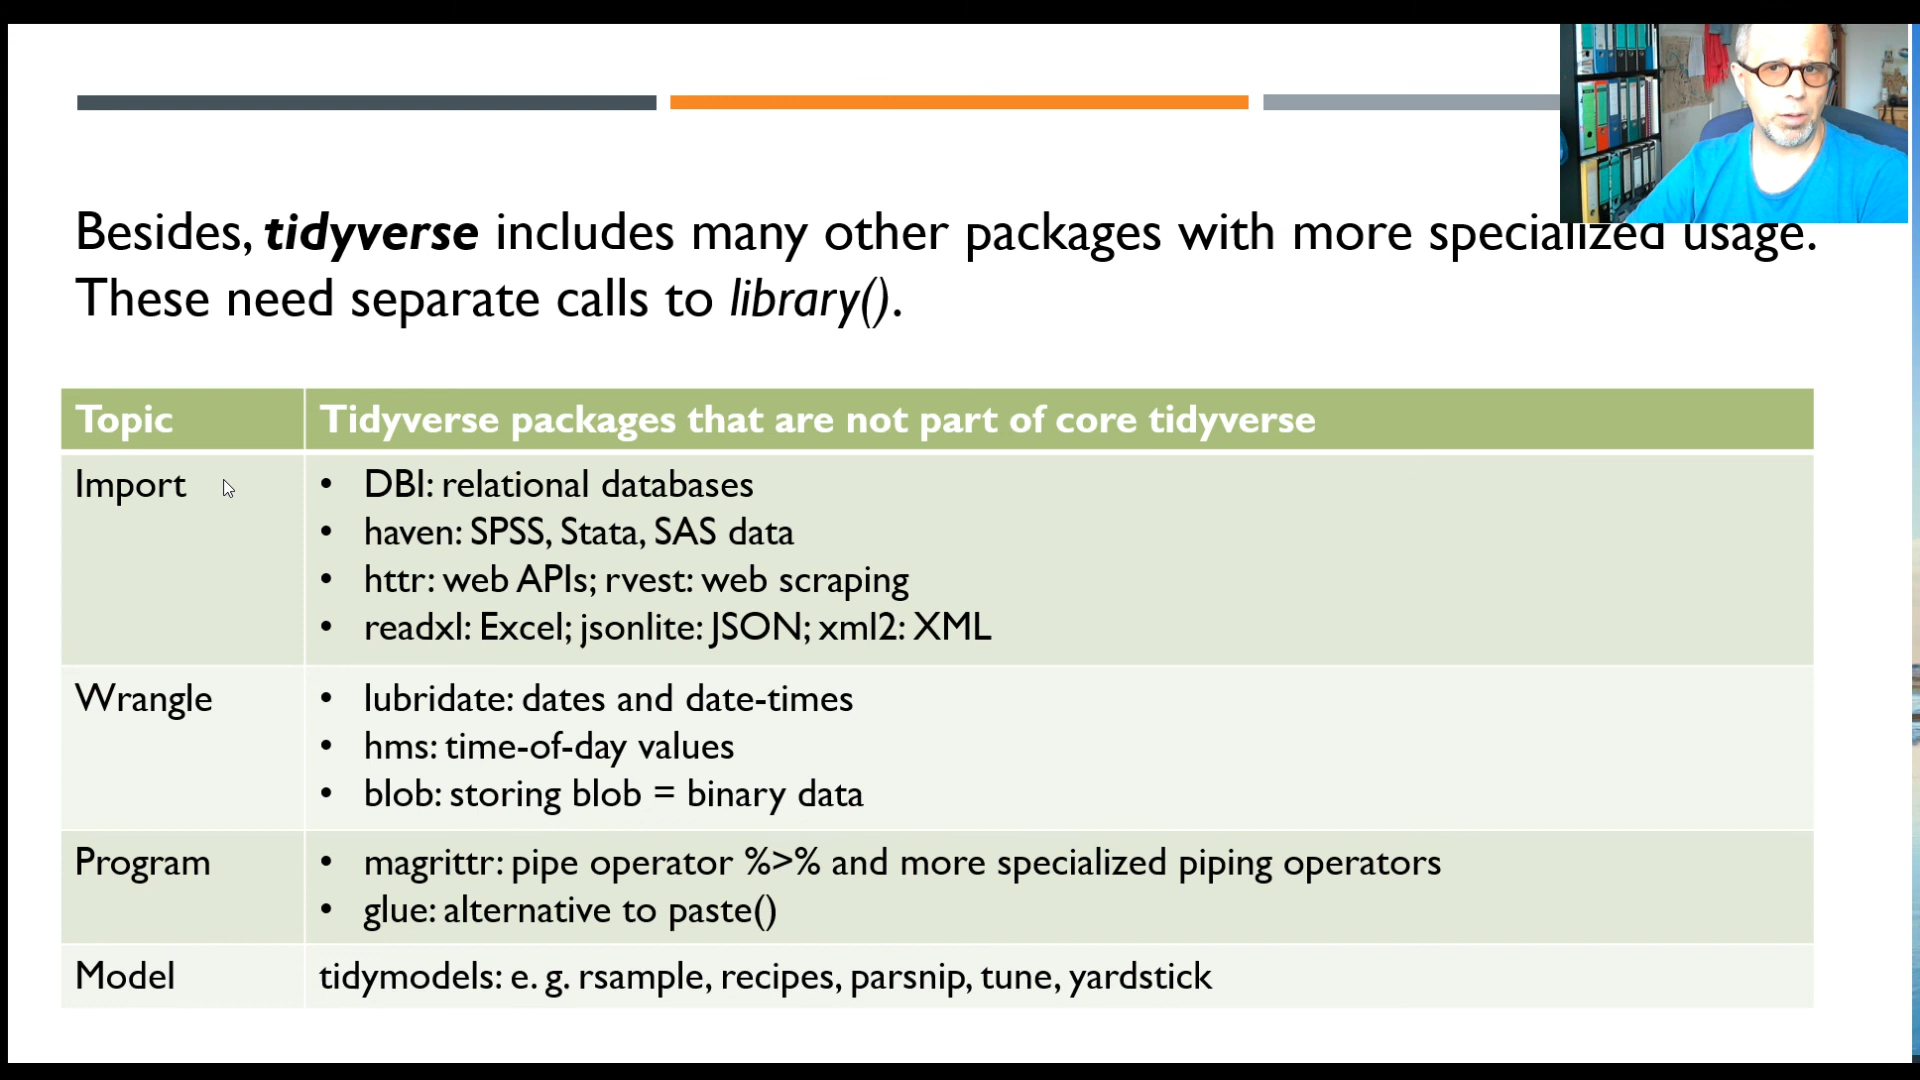 Besides, tidyverse includes many other packages with more specialized usage.
These need separate calls to library().
Topic
Tidyverse packages that are not part of core tidyverse
Import
• DBI: relational databases
• haven: SPSS, Stata, SAS data
• httr: web APIs; rvest: web scraping
• readxl: Excel; jsonlite: JSON; xml2: XML
Wrangle
• lubridate: dates and date-times
• hms: time-of-day values
• blob: storing blob = binary data
Program
• magrittr: pipe operator %>% and more specialized piping operators
• glue: alternative to paste()
Model
tidymodels: e. g. rsample, recipes, parsnip, tune, yardstick